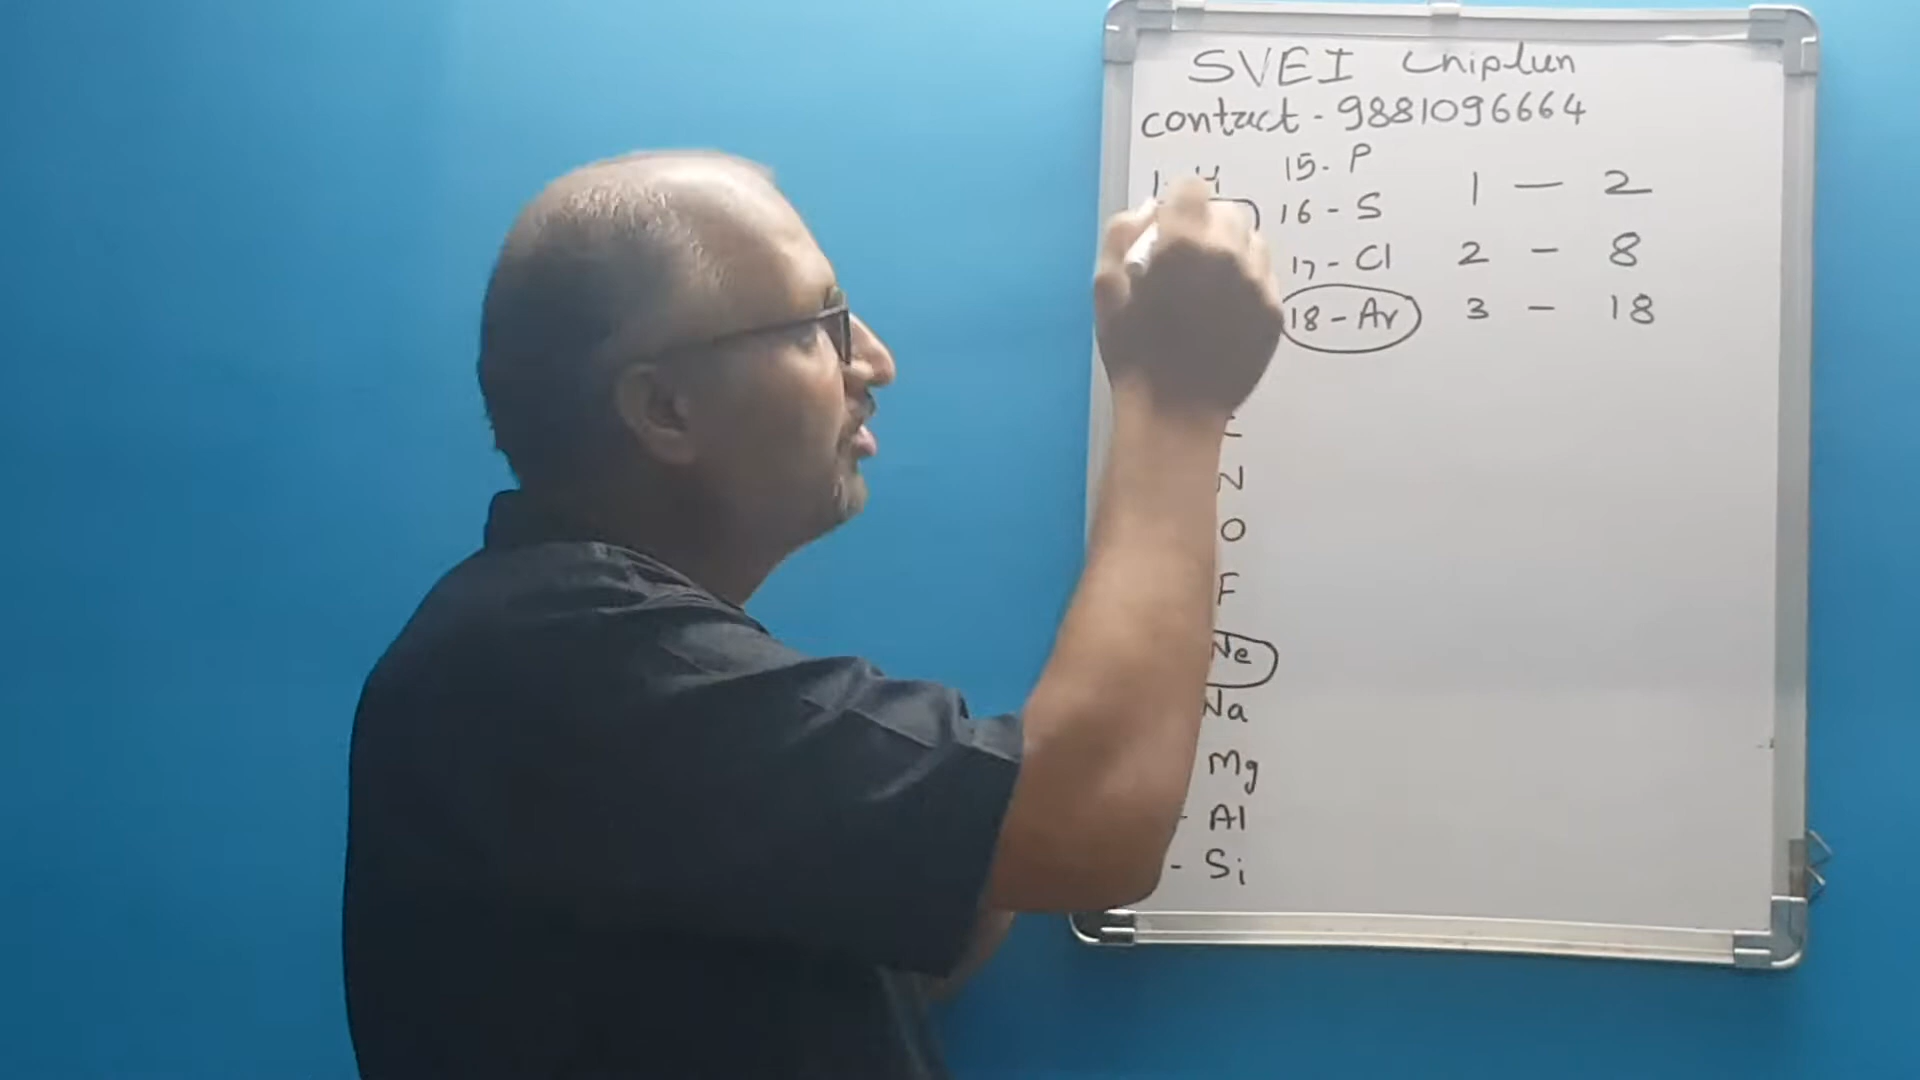 SVEI Chiplun
contact - 9881096664
1 - H
15 - P
16 - S
17 - Cl
18 - Ar
N
O
F
Ne
Na
Mg
- Al
- Si
1 — 2
2 - 8
3 - 18